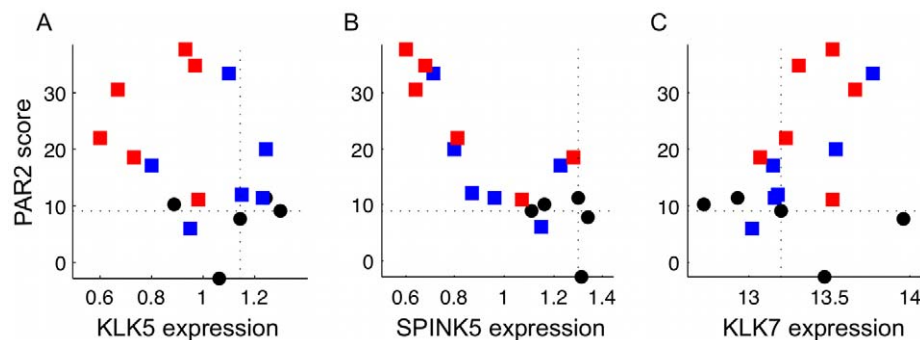 A
B
C
PAR2 score
30
20
10
0
30
20
10
0
30
20
10
0
0.6 0.8 1 1.2
0.6 0.8 1 1.2 1.4
13 13.5 14
KLK5 expression
SPINK5 expression
KLK7 expression